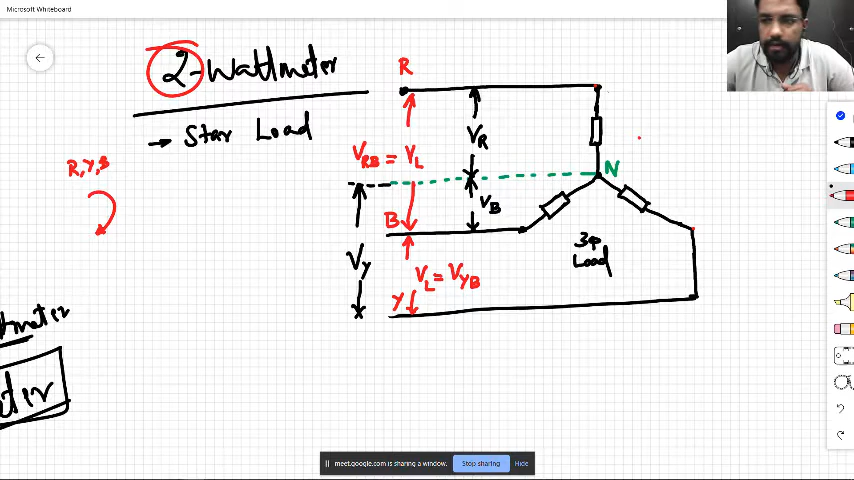 Microsoft Whiteboard
2-Wattmeter
→ Star Load
R, Y, B
R
V_R
V_RB = V_L
N
V_B
B
3φ
Load
V_Y
V_L = V_YB
Y
meet.google.com is sharing a window.
Stop sharing
Hide